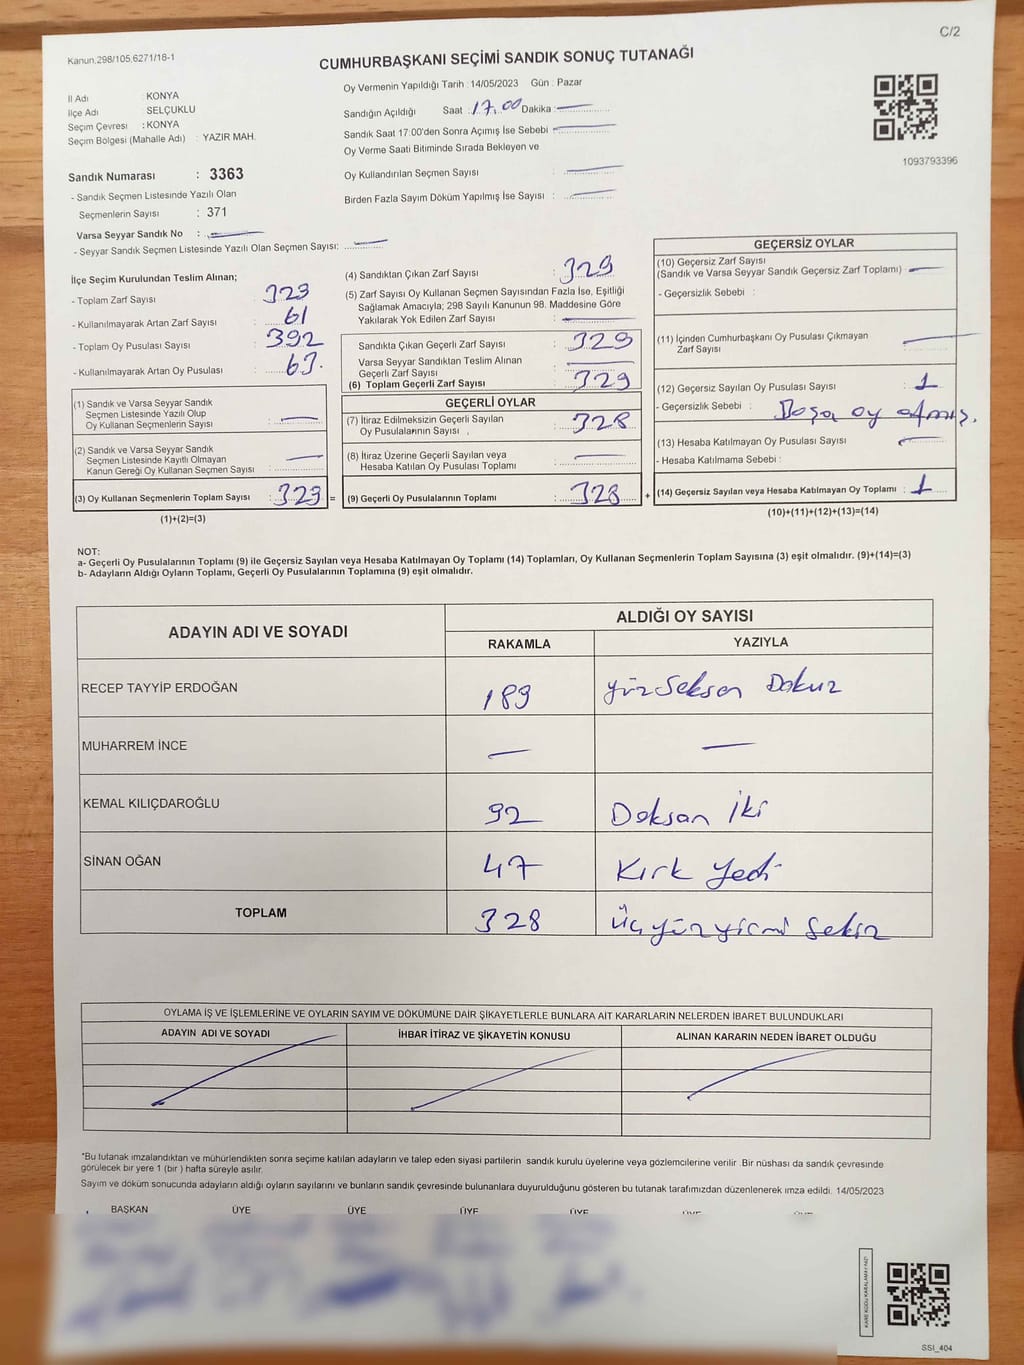 C/2
Kanun,298/105,6271/18-1
CUMHURBAŞKANI SEÇİMİ SANDIK SONUÇ TUTANAĞI
İl Adı : KONYA
İlçe Adı : SELÇUKLU
Seçim Çevresi : KONYA
Seçim Bölgesi (Mahalle Adı) : YAZIR MAH.
Sandık Numarası : 3363
- Sandık Seçmen Listesinde Yazılı Olan
Seçmenlerin Sayısı : 371
Varsa Seyyar Sandık No :
- Seyyar Sandık Seçmen Listesinde Yazılı Olan Seçmen Sayısı:
Oy Vermenin Yapıldığı Tarih : 14/05/2023 Gün : Pazar
Sandığın Açıldığı Saat : 17,00 Dakika :
Sandık Saat 17:00'den Sonra Açımış İse Sebebi :
Oy Verme Saati Bitiminde Sırada Bekleyen ve
Oy Kullandırılan Seçmen Sayısı :
Birden Fazla Sayım Döküm Yapılmış İse Sayısı :
1093793396
İlçe Seçim Kurulundan Teslim Alınan;
- Toplam Zarf Sayısı : 323
- Kullanılmayarak Artan Zarf Sayısı : 61
- Toplam Oy Pusulası Sayısı : 392
- Kullanılmayarak Artan Oy Pusulası : 63.
(1) Sandık ve Varsa Seyyar Sandık
Seçmen Listesinde Yazılı Olup
Oy Kullanan Seçmenlerin Sayısı :
(2) Sandık ve Varsa Seyyar Sandık
Seçmen Listesinde Kayıtlı Olmayan
Kanun Gereği Oy Kullanan Seçmen Sayısı :
(3) Oy Kullanan Seçmenlerin Toplam Sayısı : 329 =
(1)+(2)=(3)
(4) Sandıktan Çıkan Zarf Sayısı : 329
(5) Zarf Sayısı Oy Kullanan Seçmen Sayısından Fazla İse, Eşitliği
Sağlamak Amacıyla; 298 Sayılı Kanunun 98. Maddesine Göre
Yakılarak Yok Edilen Zarf Sayısı :
Sandıkta Çıkan Geçerli Zarf Sayısı : 329
Varsa Seyyar Sandıktan Teslim Alınan
Geçerli Zarf Sayısı :
(6) Toplam Geçerli Zarf Sayısı : 329
GEÇERLİ OYLAR
(7) İtiraz Edilmeksizin Geçerli Sayılan
Oy Pusulalarının Sayısı : 328
(8) İtiraz Üzerine Geçerli Sayılan veya
Hesaba Katılan Oy Pusulası Toplamı :
(9) Geçerli Oy Pusulalarının Toplamı : 328 +
GEÇERSİZ OYLAR
(10) Geçersiz Zarf Sayısı
(Sandık ve Varsa Seyyar Sandık Geçersiz Zarf Toplamı) :
- Geçersizlik Sebebi :
(11) İçinden Cumhurbaşkanı Oy Pusulası Çıkmayan
Zarf Sayısı :
(12) Geçersiz Sayılan Oy Pusulası Sayısı : 1
- Geçersizlik Sebebi : Boşa oy atmış.
(13) Hesaba Katılmayan Oy Pusulası Sayısı :
- Hesaba Katılmama Sebebi :
(14) Geçersiz Sayılan veya Hesaba Katılmayan Oy Toplamı : 1
(10)+(11)+(12)+(13)=(14)
NOT:
a- Geçerli Oy Pusulalarının Toplamı (9) ile Geçersiz Sayılan veya Hesaba Katılmayan Oy Toplamı (14) Toplamları, Oy Kullanan Seçmenlerin Toplam Sayısına (3) eşit olmalıdır. (9)+(14)=(3)
b- Adayların Aldığı Oyların Toplamı, Geçerli Oy Pusulalarının Toplamına (9) eşit olmalıdır.
ADAYIN ADI VE SOYADI ALDIĞI OY SAYISI
RAKAMLA YAZIYLA
RECEP TAYYİP ERDOĞAN 189 Yüz Seksen Dokuz
MUHARREM İNCE
KEMAL KILIÇDAROĞLU 92 Doksan İki
SİNAN OĞAN 47 Kırk Yedi
TOPLAM 328 Üçyüzyirmi Sekiz
OYLAMA İŞ VE İŞLEMLERİNE VE OYLARIN SAYIM VE DÖKÜMÜNE DAİR ŞİKAYETLERLE BUNLARA AİT KARARLARIN NELERDEN İBARET BULUNDUKLARI
ADAYIN ADI VE SOYADI İHBAR İTİRAZ VE ŞİKAYETİN KONUSU ALINAN KARARIN NEDEN İBARET OLDUĞU
*Bu tutanak imzalandıktan ve mühürlendikten sonra seçime katılan adayların ve talep eden siyasi partilerin sandık kurulu üyelerine veya gözlemcilerine verilir .Bir nüshası da sandık çevresinde
görülecek bir yere 1 (bir ) hafta süreyle asılır.
Sayım ve döküm sonucunda adayların aldığı oyların sayılarını ve bunların sandık çevresinde bulunanlara duyurulduğunu gösteren bu tutanak tarafımızdan düzenlenerek imza edildi. 14/05/2023
BAŞKAN ÜYE ÜYE ÜYE ÜYE
KARE KODU KARALAMAYINIZ!
SSI_404